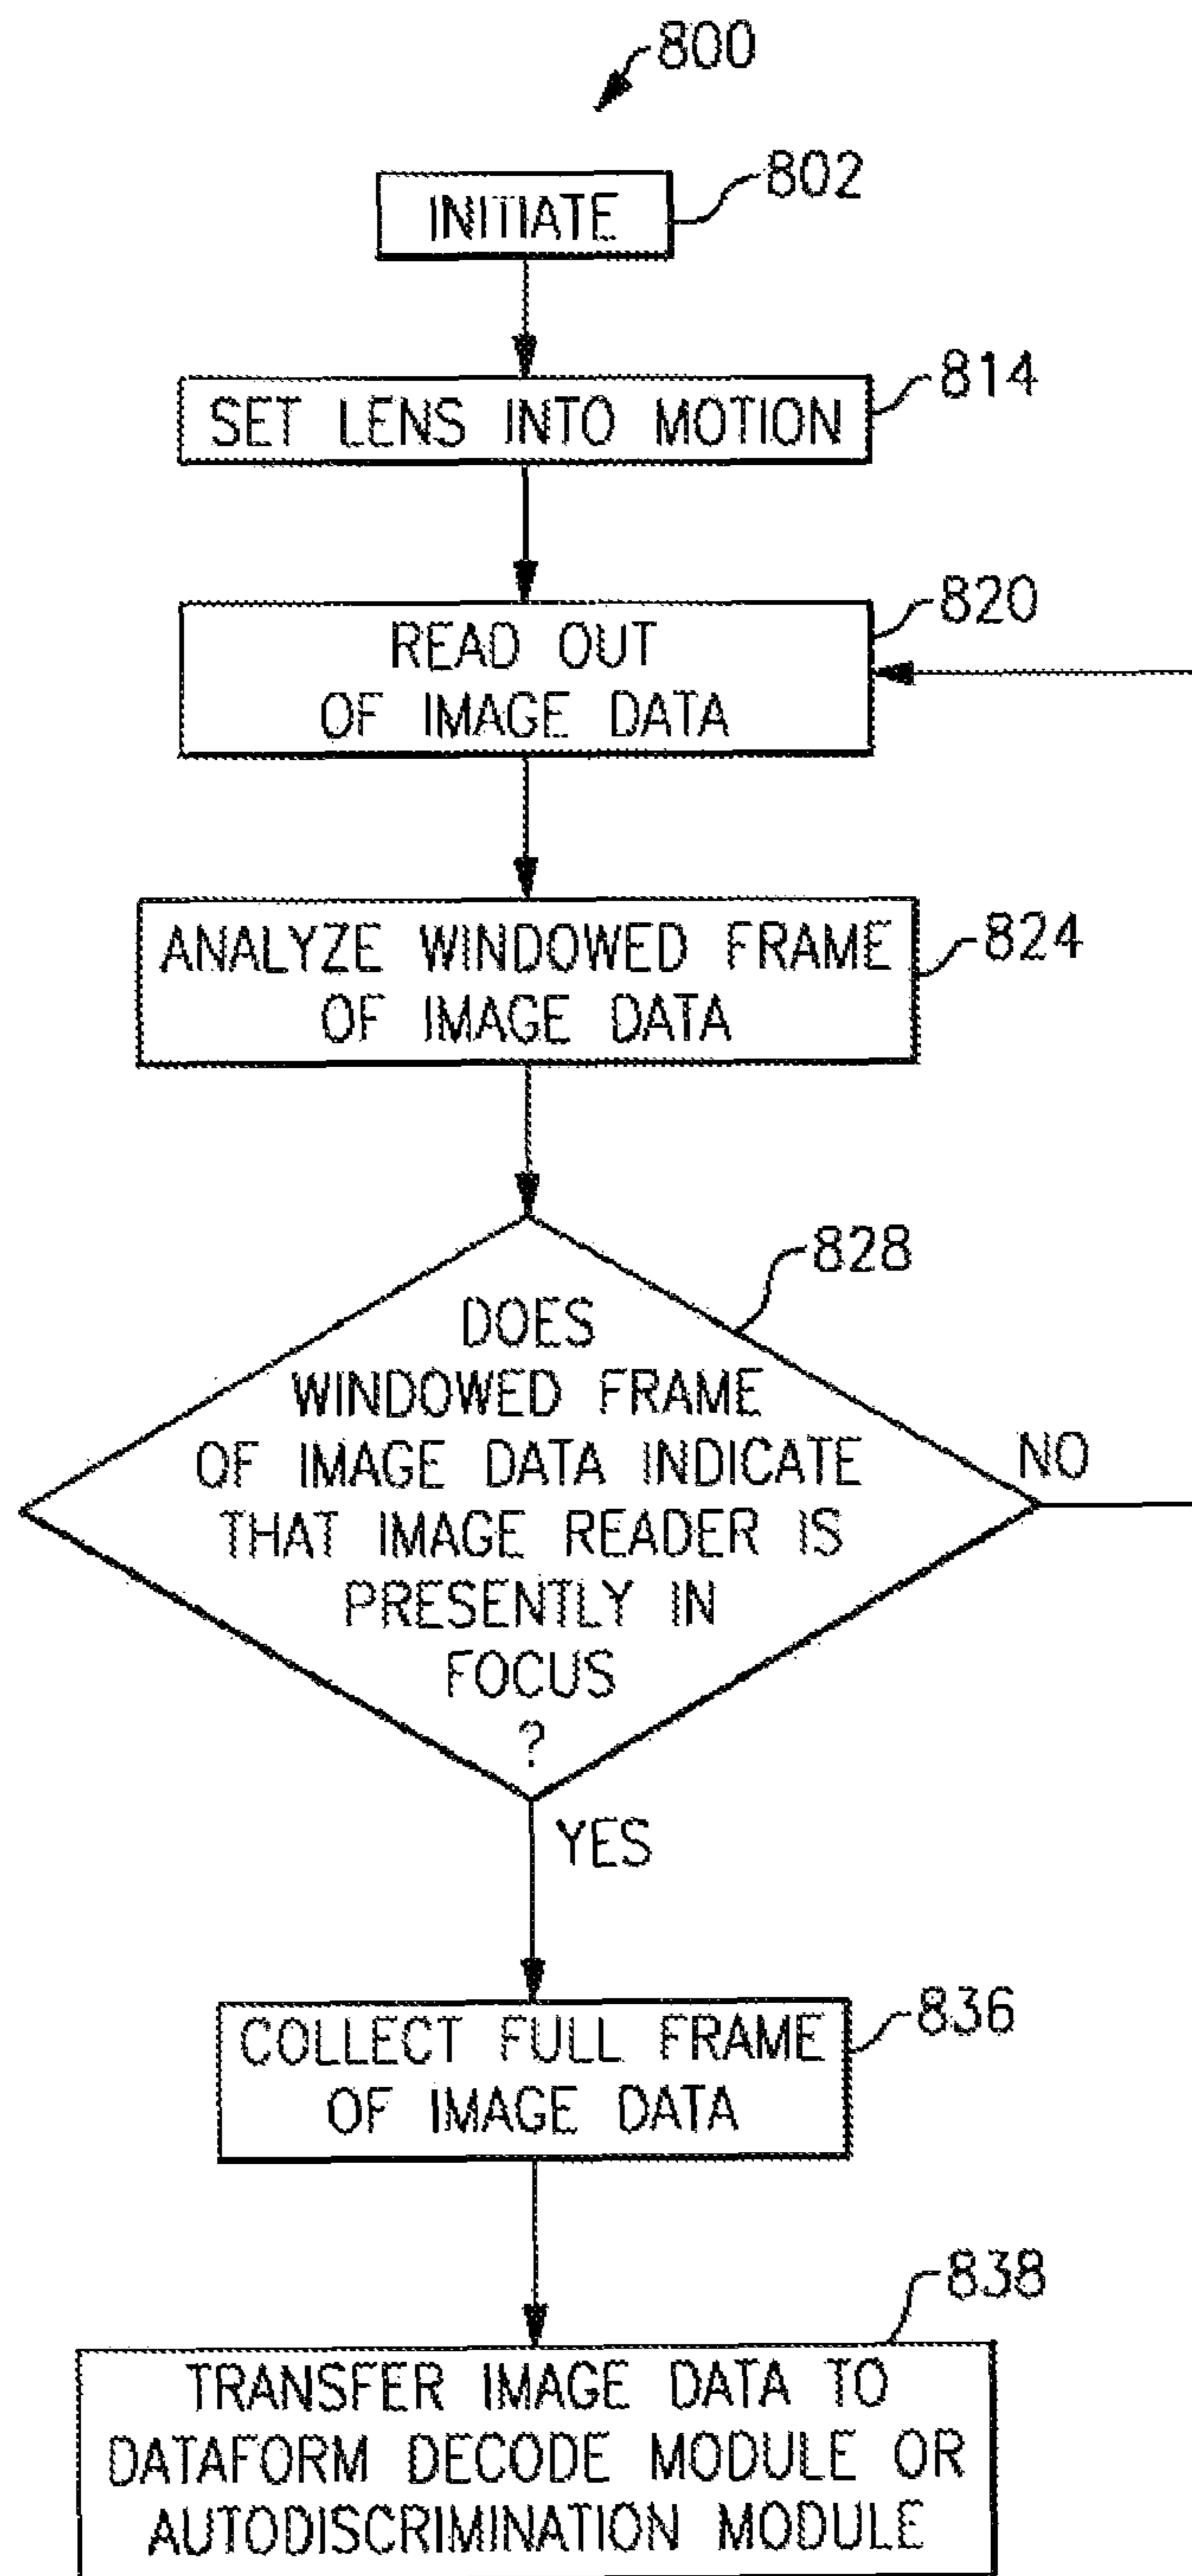 800
INITIATE
802
SET LENS INTO MOTION
814
READ OUT
OF IMAGE DATA
820
ANALYZE WINDOWED FRAME
OF IMAGE DATA
824
DOES
WINDOWED FRAME
OF IMAGE DATA INDICATE
THAT IMAGE READER IS
PRESENTLY IN
FOCUS
?
828
NO
YES
COLLECT FULL FRAME
OF IMAGE DATA
836
TRANSFER IMAGE DATA TO
DATAFORM DECODE MODULE OR
AUTODISCRIMINATION MODULE
838